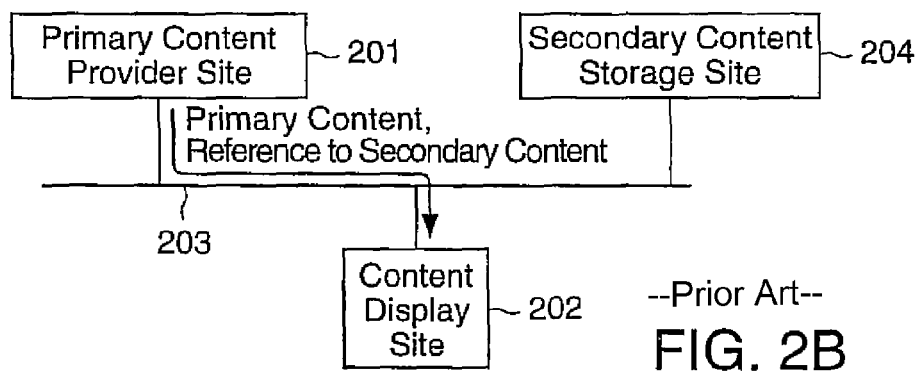 Primary Content
Provider Site
201
Secondary Content
Storage Site
204
Primary Content,
Reference to Secondary Content
203
Content
Display
Site
202
--Prior Art--
FIG. 2B